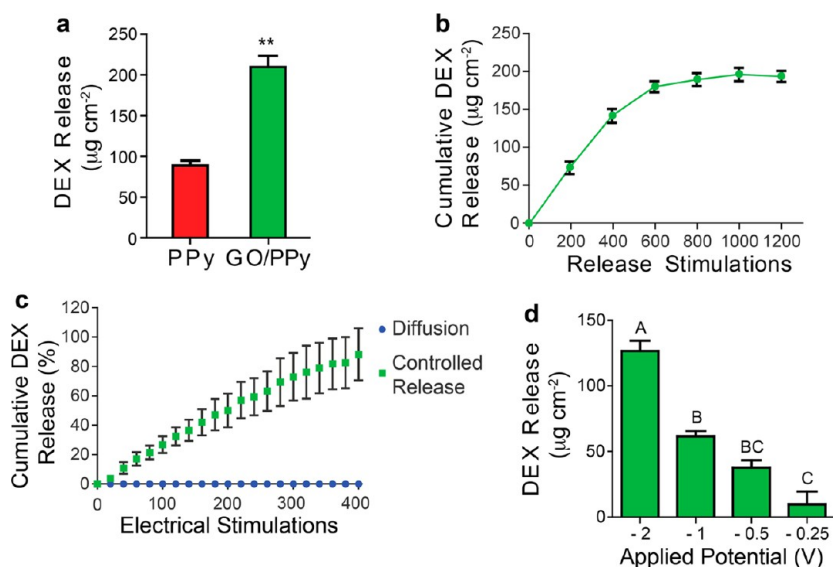 a
DEX Release
(μg cm⁻²)
250
200
150
100
50
0
**
PPy GO/PPy
b
Cumulative DEX
Release (μg cm⁻²)
250
200
150
100
50
0
0 200 400 600 800 1000 1200
Release Stimulations
c
Cumulative DEX
Release (%)
120
100
80
60
40
20
0
0 100 200 300 400
Electrical Stimulations
Diffusion
Controlled
Release
d
DEX Release
(μg cm⁻²)
150
100
50
0
A
B
BC
C
- 2 - 1 - 0.5 - 0.25
Applied Potential (V)